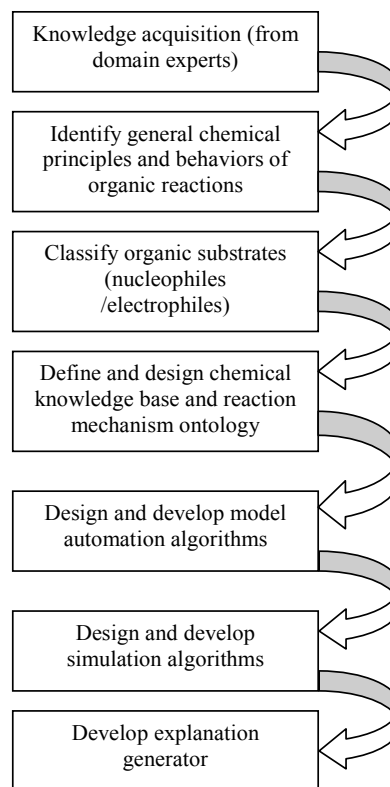 Knowledge acquisition (from
domain experts)
Identify general chemical
principles and behaviors of
organic reactions
Classify organic substrates
(nucleophiles
/electrophiles)
Define and design chemical
knowledge base and reaction
mechanism ontology
Design and develop model
automation algorithms
Design and develop
simulation algorithms
Develop explanation
generator